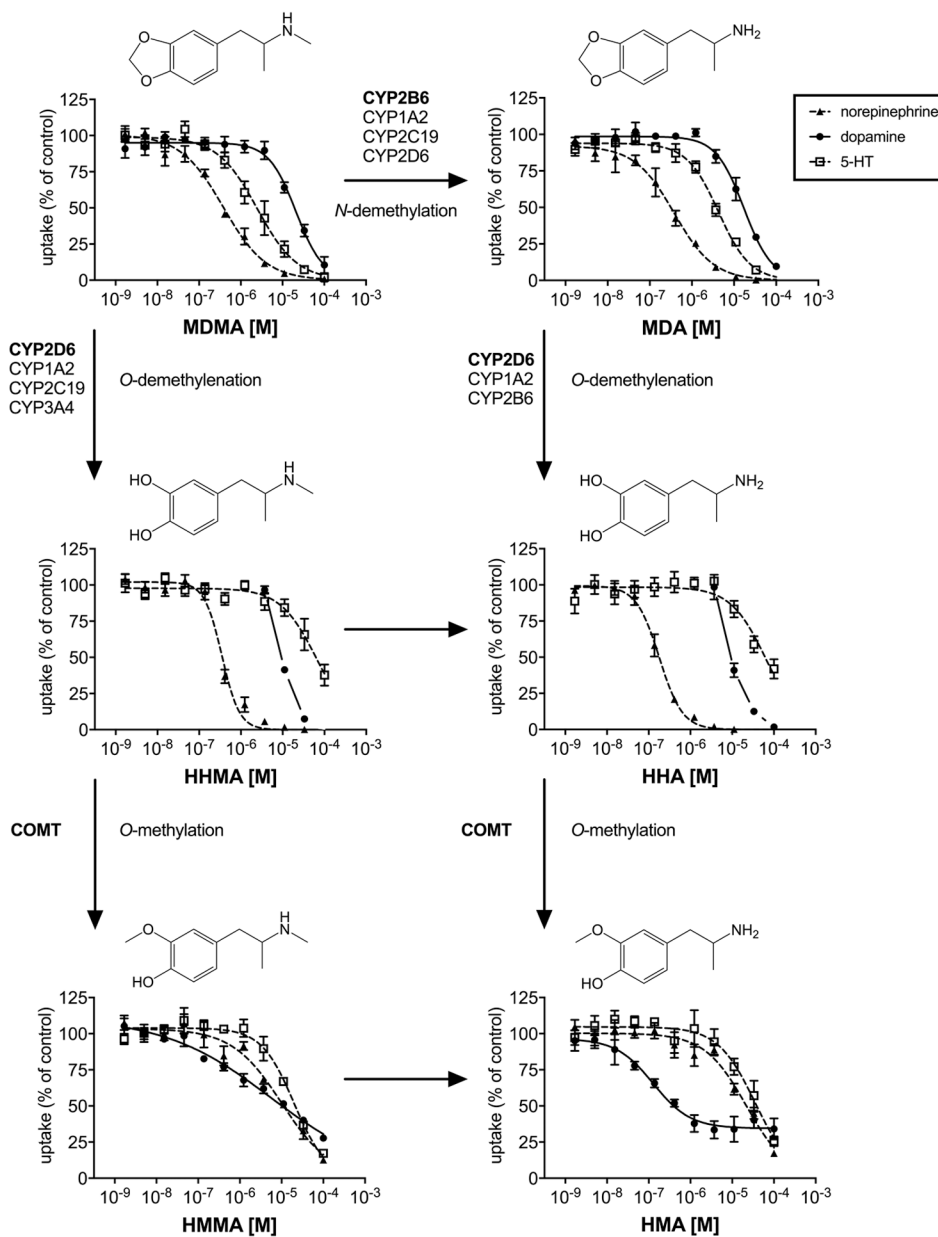 H
N
O
O
NH₂
O
O
125
100
75
50
25
0
uptake (% of control)
10⁻⁹ 10⁻⁸ 10⁻⁷ 10⁻⁶ 10⁻⁵ 10⁻⁴ 10⁻³
MDMA [M]
CYP2B6
CYP1A2
CYP2C19
CYP2D6
N-demethylation
125
100
75
50
25
0
uptake (% of control)
10⁻⁹ 10⁻⁸ 10⁻⁷ 10⁻⁶ 10⁻⁵ 10⁻⁴ 10⁻³
MDA [M]
norepinephrine
dopamine
5-HT
CYP2D6
CYP1A2
CYP2C19
CYP3A4
O-demethylenation
CYP2D6
CYP1A2
CYP2B6
O-demethylenation
H
N
HO
HO
NH₂
HO
HO
125
100
75
50
25
0
uptake (% of control)
10⁻⁹ 10⁻⁸ 10⁻⁷ 10⁻⁶ 10⁻⁵ 10⁻⁴ 10⁻³
HHMA [M]
125
100
75
50
25
0
uptake (% of control)
10⁻⁹ 10⁻⁸ 10⁻⁷ 10⁻⁶ 10⁻⁵ 10⁻⁴ 10⁻³
HHA [M]
COMT
O-methylation
COMT
O-methylation
H
N
O
HO
NH₂
O
HO
125
100
75
50
25
0
uptake (% of control)
10⁻⁹ 10⁻⁸ 10⁻⁷ 10⁻⁶ 10⁻⁵ 10⁻⁴ 10⁻³
HMMA [M]
125
100
75
50
25
0
uptake (% of control)
10⁻⁹ 10⁻⁸ 10⁻⁷ 10⁻⁶ 10⁻⁵ 10⁻⁴ 10⁻³
HMA [M]